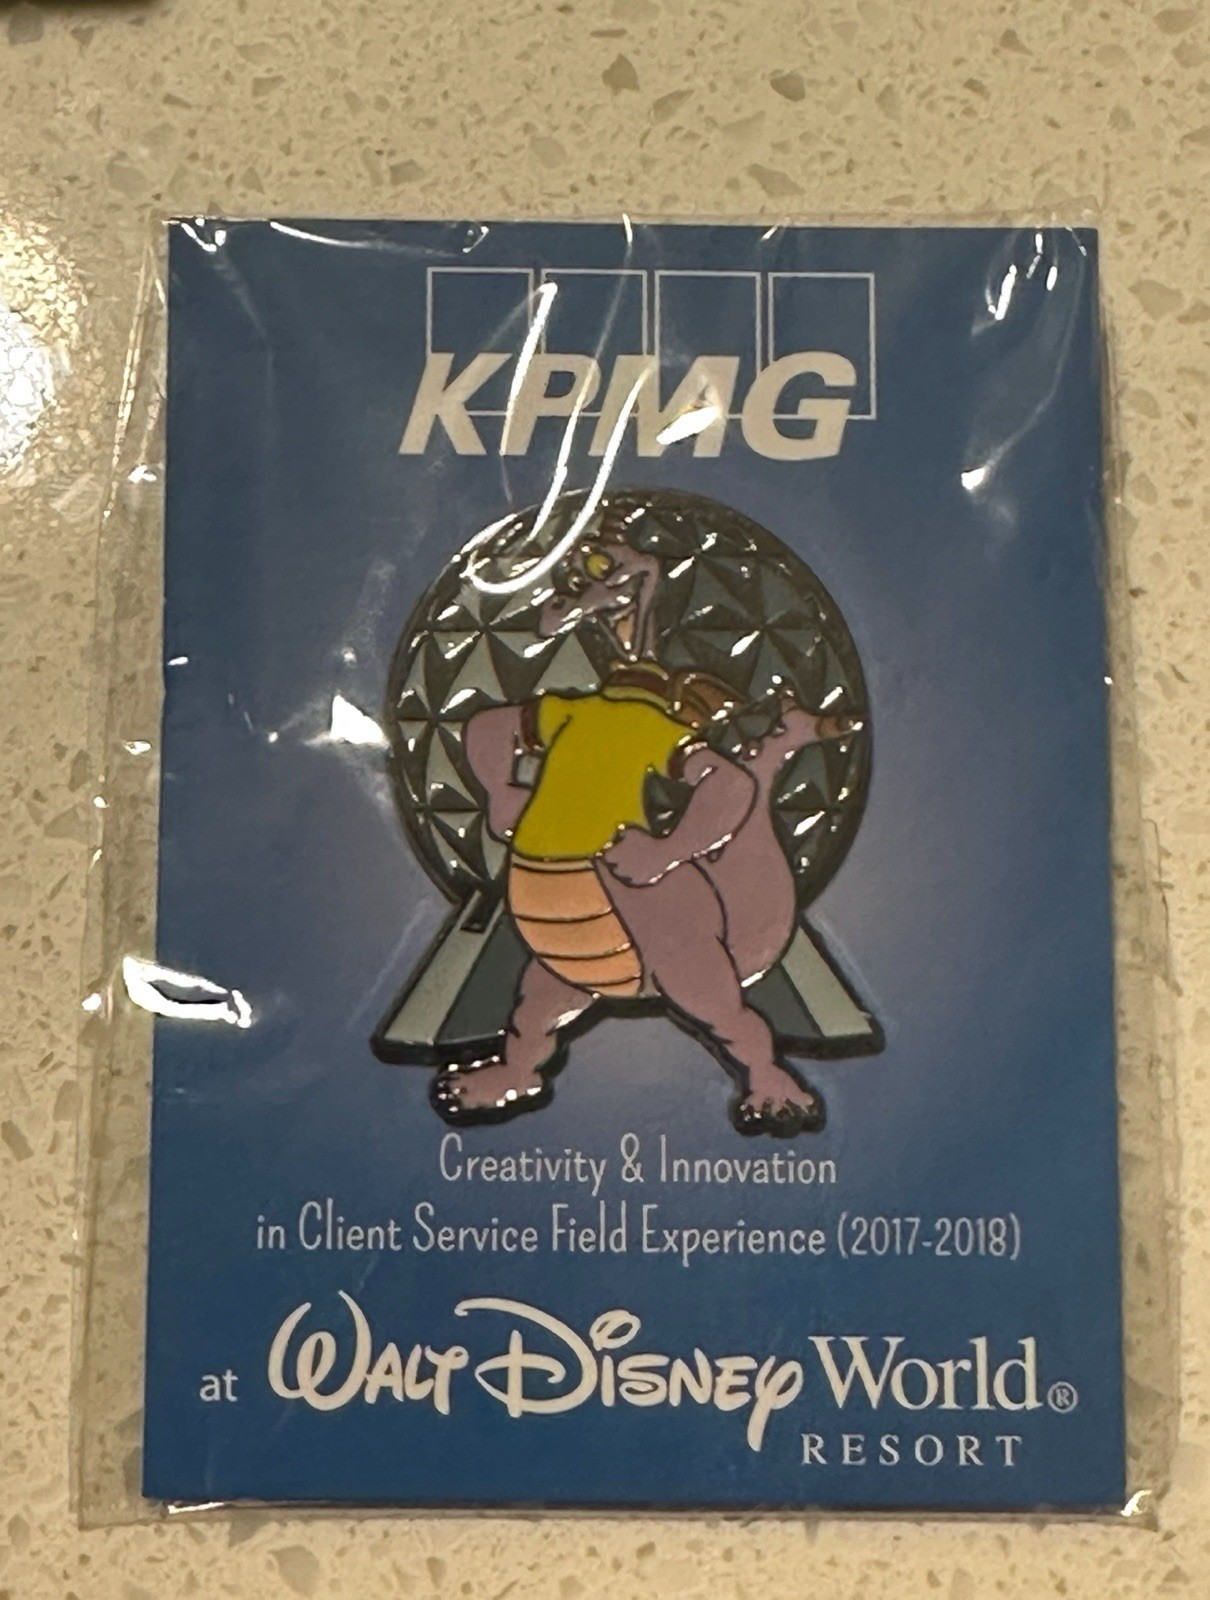 KPMG
Creativity & Innovation
in Client Service Field Experience (2017-2018)
at WALT DISNEY World®
RESORT